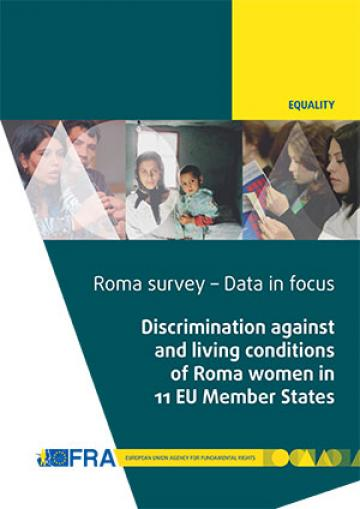 EQUALITY
Roma survey – Data in focus
Discrimination against
and living conditions
of Roma women in
11 EU Member States
FRA EUROPEAN UNION AGENCY FOR FUNDAMENTAL RIGHTS